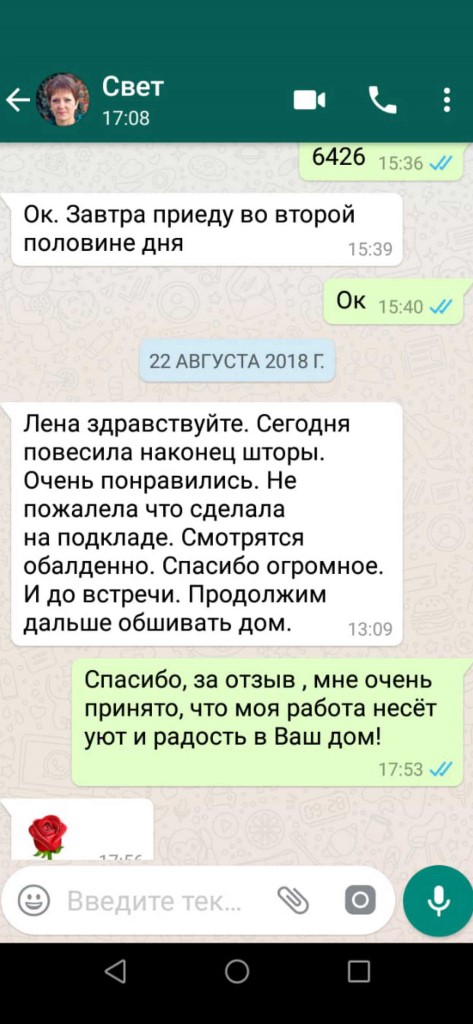 Свет
17:08
6426 15:36
Ок. Завтра приеду во второй
половине дня
15:39
Ок 15:40
22 АВГУСТА 2018 Г.
Лена здравствуйте. Сегодня
повесила наконец шторы.
Очень понравились. Не
пожалела что сделала
на подкладе. Смотрятся
обалденно. Спасибо огромное.
И до встречи. Продолжим
дальше обшивать дом.
13:09
Спасибо, за отзыв , мне очень
принято, что моя работа несёт
уют и радость в Ваш дом!
17:53
17:56
Введите тек...